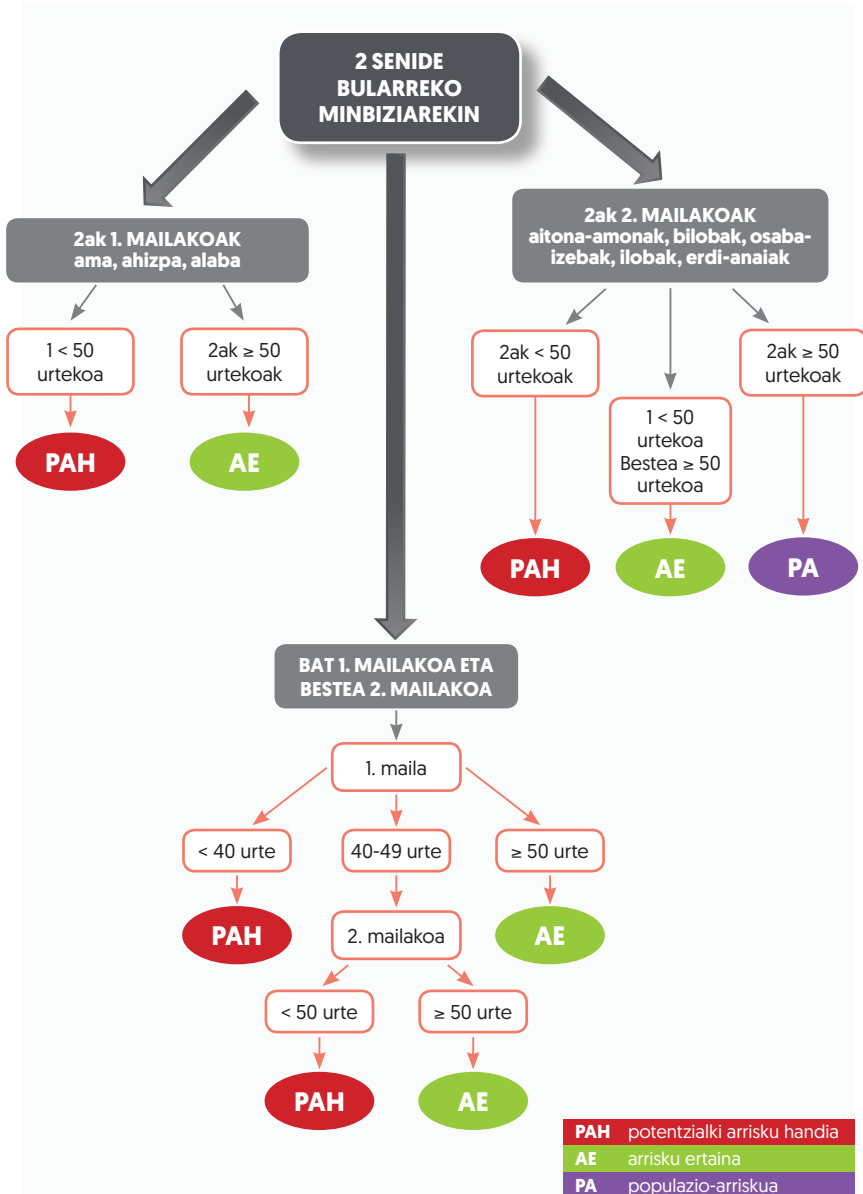 2 SENIDE
BULARREKO
MINBIZIAREKIN
2ak 1. MAILAKOAK
ama, ahizpa, alaba
1 < 50
urtekoa
PAH
2ak ≥ 50
urtekoak
AE
2ak 2. MAILAKOAK
aitona-amonak, bilobak, osaba-
izebak, ilobak, erdi-anaiak
2ak < 50
urtekoak
PAH
1 < 50
urtekoa
Bestea ≥ 50
urtekoa
AE
2ak ≥ 50
urtekoak
PA
BAT 1. MAILAKOA ETA
BESTEA 2. MAILAKOA
1. maila
< 40 urte
PAH
40-49 urte
2. mailakoa
< 50 urte
PAH
≥ 50 urte
AE
≥ 50 urte
AE
PAH potentzialki arrisku handia
AE arrisku ertaina
PA populazio-arriskua